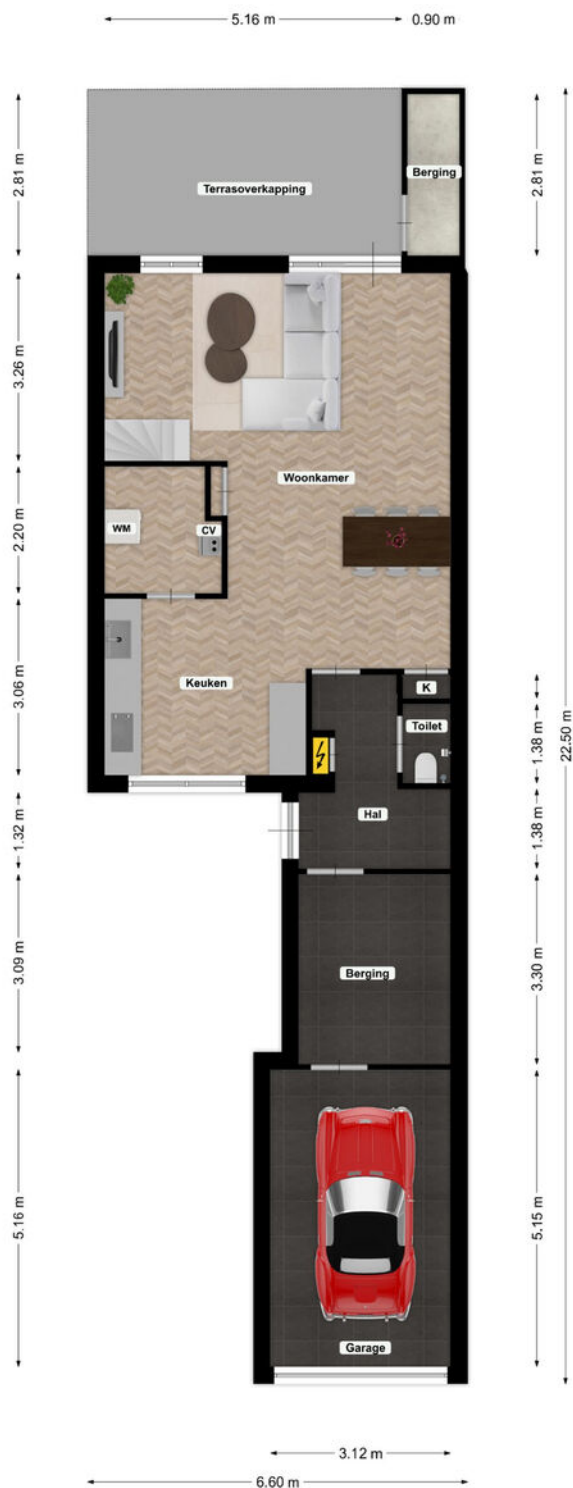 5.16 m
0.90 m
2.81 m
2.81 m
Berging
Terrasoverkapping
3.26 m
Woonkamer
2.20 m
WM
CV
3.06 m
Keuken
K
Toilet
1.38 m
22.50 m
Hal
1.32 m
1.38 m
3.09 m
Berging
3.30 m
5.16 m
5.15 m
Garage
3.12 m
6.60 m